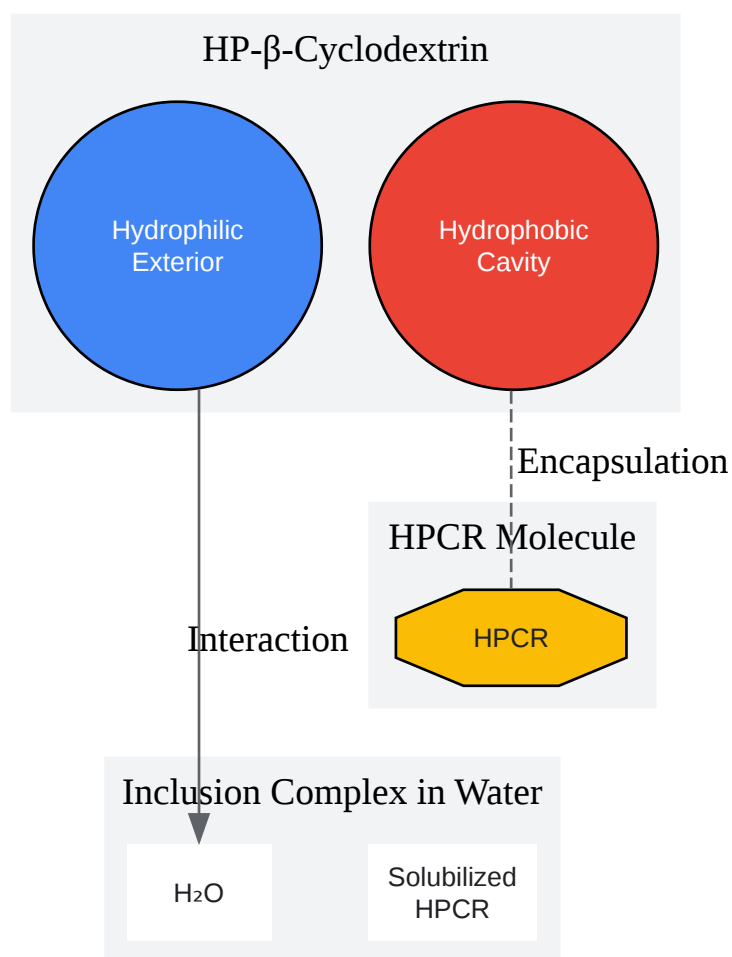 HP-β-Cyclodextrin
Hydrophilic
Exterior
Hydrophobic
Cavity
Encapsulation
HPCR Molecule
HPCR
Interaction
Inclusion Complex in Water
H₂O
Solubilized
HPCR